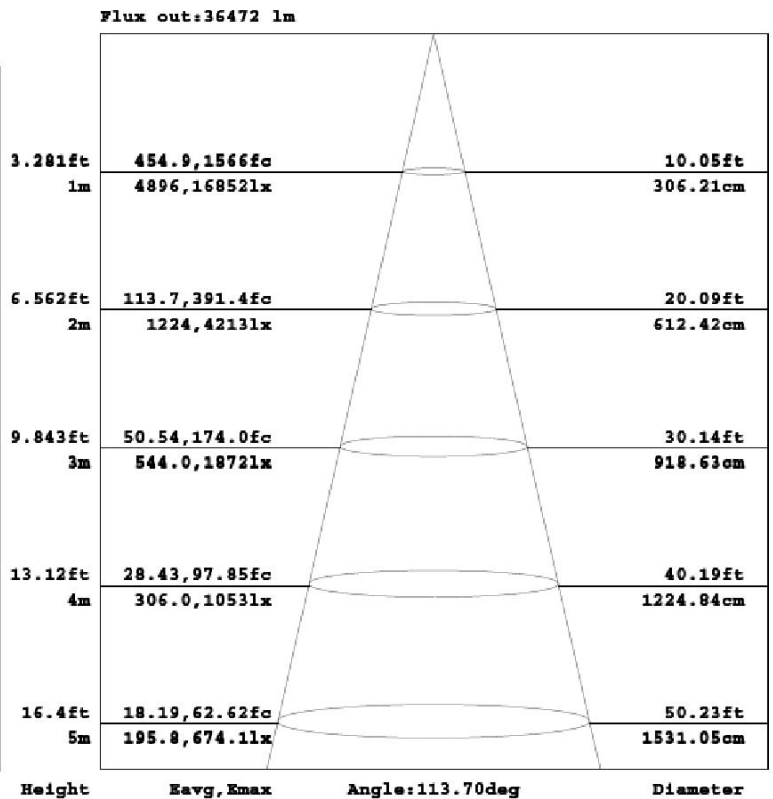 Flux out:36472 lm
3.281ft 454.9,1566fc 10.05ft
1m 4896,16852lx 306.21cm
6.562ft 113.7,391.4fc 20.09ft
2m 1224,4213lx 612.42cm
9.843ft 50.54,174.0fc 30.14ft
3m 544.0,1872lx 918.63cm
13.12ft 28.43,97.85fc 40.19ft
4m 306.0,1053lx 1224.84cm
16.4ft 18.19,62.62fc 50.23ft
5m 195.8,674.1lx 1531.05cm
Height Eavg,Emax Angle:113.70deg Diameter